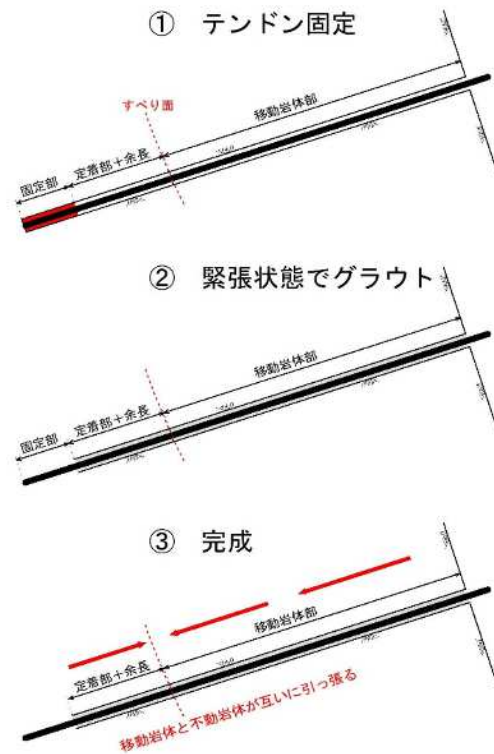 ① テンドン固定
すべり面
移動岩体部
定着部+余長
固定部
② 緊張状態でグラウト
移動岩体部
定着部+余長
固定部
③ 完成
移動岩体部
定着部+余長
移動岩体と不動岩体が互いに引っ張る